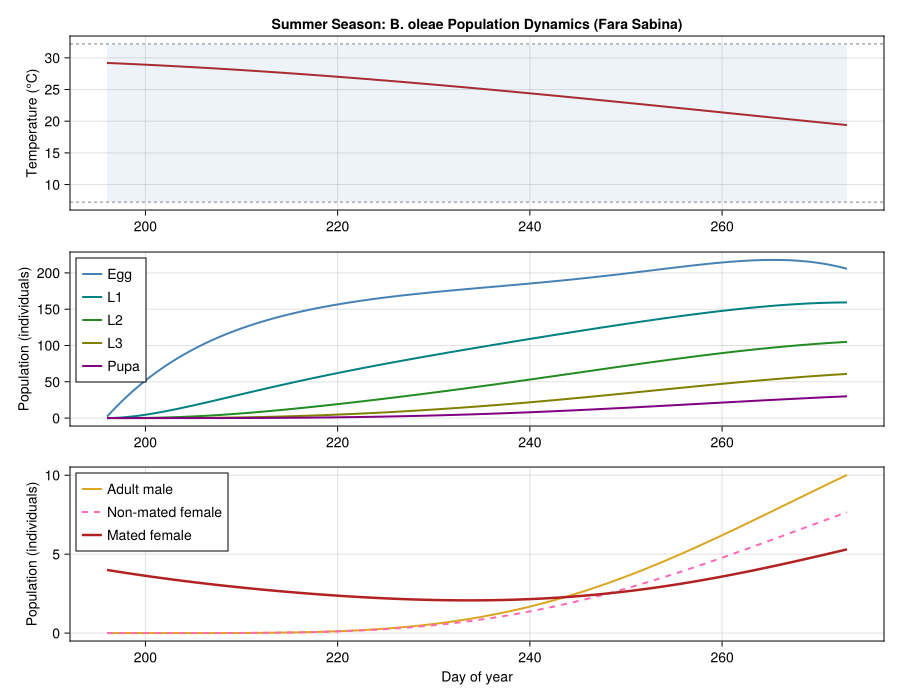 Summer Season: B. oleae Population Dynamics (Fara Sabina)
Temperature (°C)
30
25
20
15
10
200 220 240 260
Population (individuals)
200
150
100
50
0
Egg
L1
L2
L3
Pupa
200 220 240 260
Population (individuals)
10
5
0
Adult male
Non-mated female
Mated female
200 220 240 260
Day of year